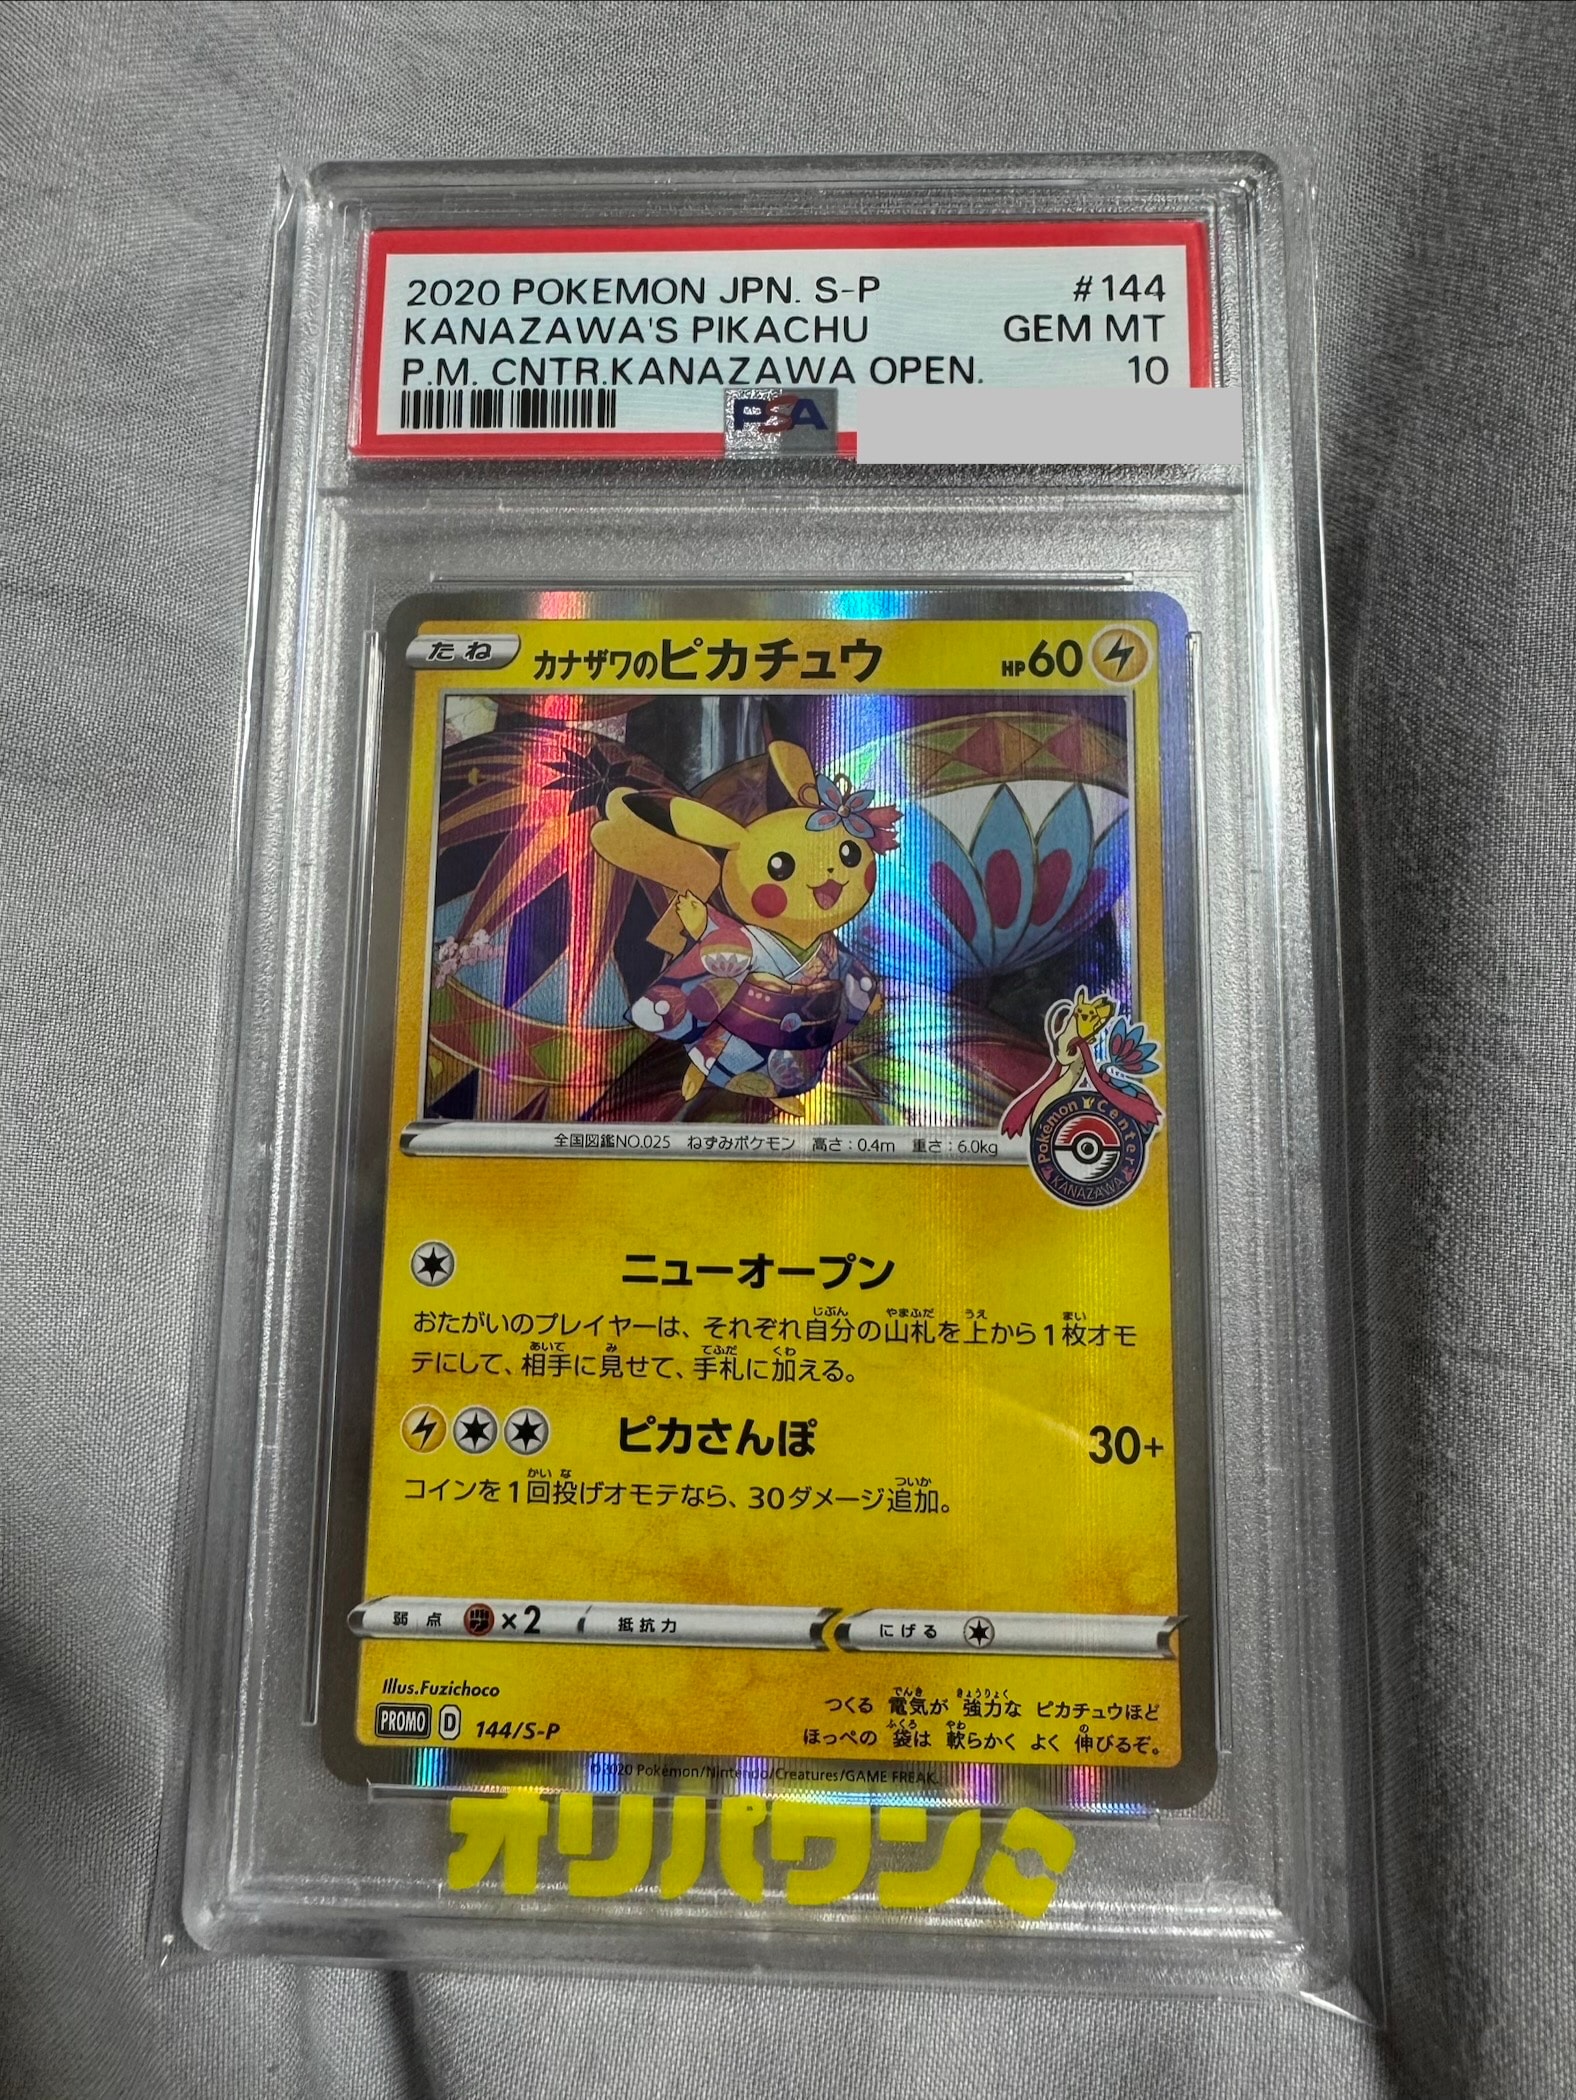 2020 POKEMON JPN. S-P #144
KANAZAWA'S PIKACHU GEM MT
P.M. CNTR.KANAZAWA OPEN. 10
PSA
たね カナザワのピカチュウ HP60
全国図鑑NO.025 ねずみポケモン 高さ:0.4m 重さ:6.0kg
Pokémon Center
KANAZAWA
ニューオープン
おたがいのプレイヤーは、それぞれ自分の山札を上から1枚オモ
テにして、相手に見せて、手札に加える。
ピカさんぽ 30+
コインを1回投げオモテなら、30ダメージ追加。
弱点 ×2 抵抗力 にげる
Illus.Fuzichoco
PROMO D 144/S-P
つくる 電気が 強力な ピカチュウほど
ほっぺの 袋は 軟らかく よく 伸びるぞ。
©2020 Pokémon/Nintendo/Creatures/GAME FREAK.
オリパワン